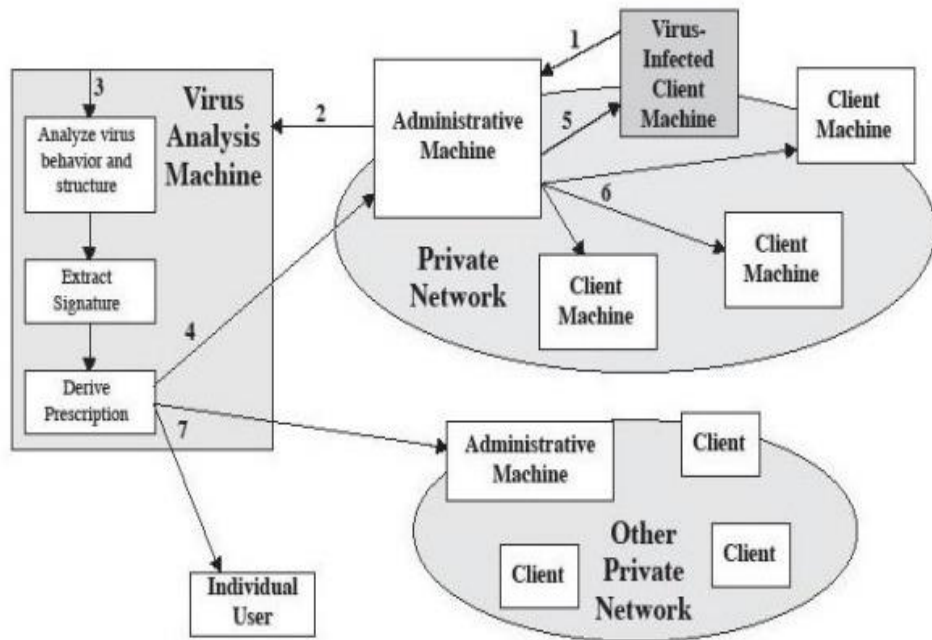 1
Virus-
Infected
Client
Machine
3
Virus
Analysis
Machine
2
Administrative
Machine
5
Client
Machine
Analyze virus
behavior and
structure
6
Client
Machine
Private
Network
Client
Machine
Extract
Signature
4
Derive
Prescription
7
Administrative
Machine
Client
Other
Private
Network
Client
Client
Individual
User